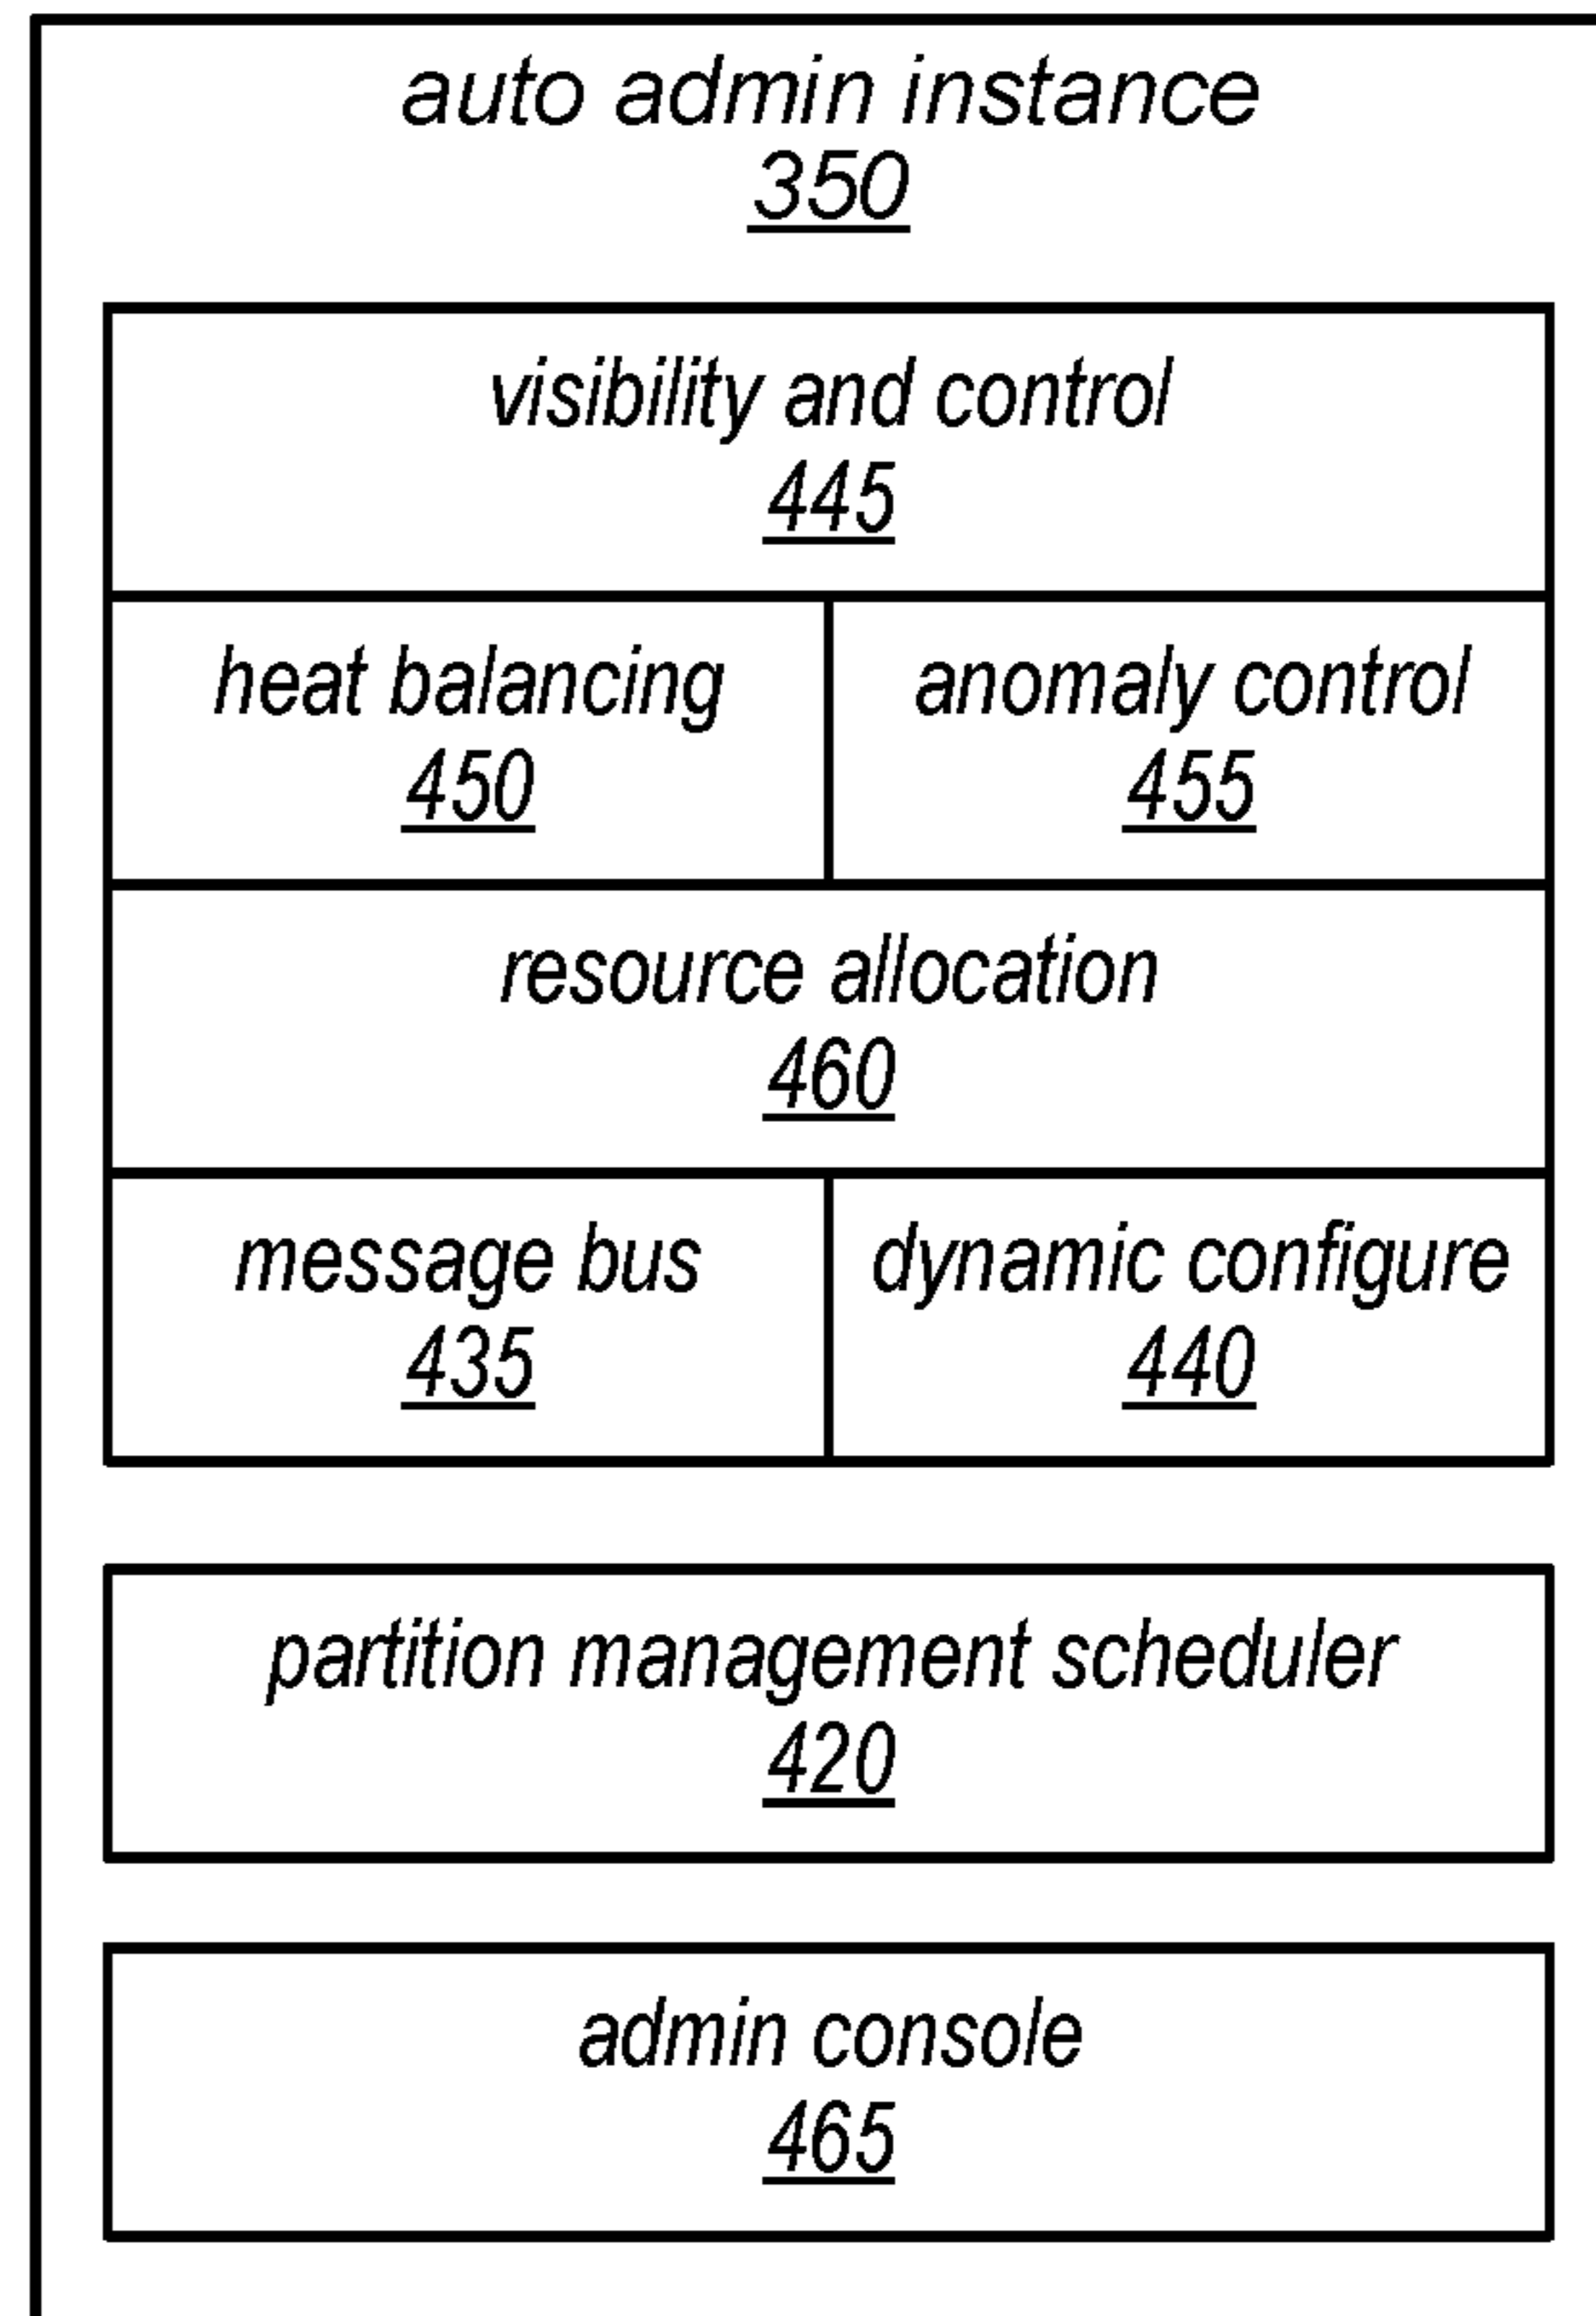 auto admin instance
350
visibility and control
445
heat balancing
450
anomaly control
455
resource allocation
460
message bus
435
dynamic configure
440
partition management scheduler
420
admin console
465